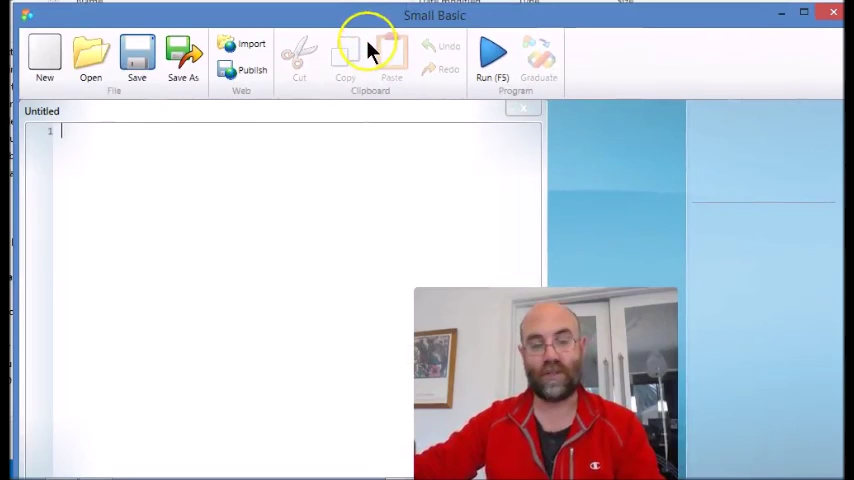 Small Basic
New
Open
Save
Save As
Import
Publish
Cut
Copy
Paste
Undo
Redo
Run (F5)
Graduate
File
Web
Clipboard
Program
Untitled
x
1